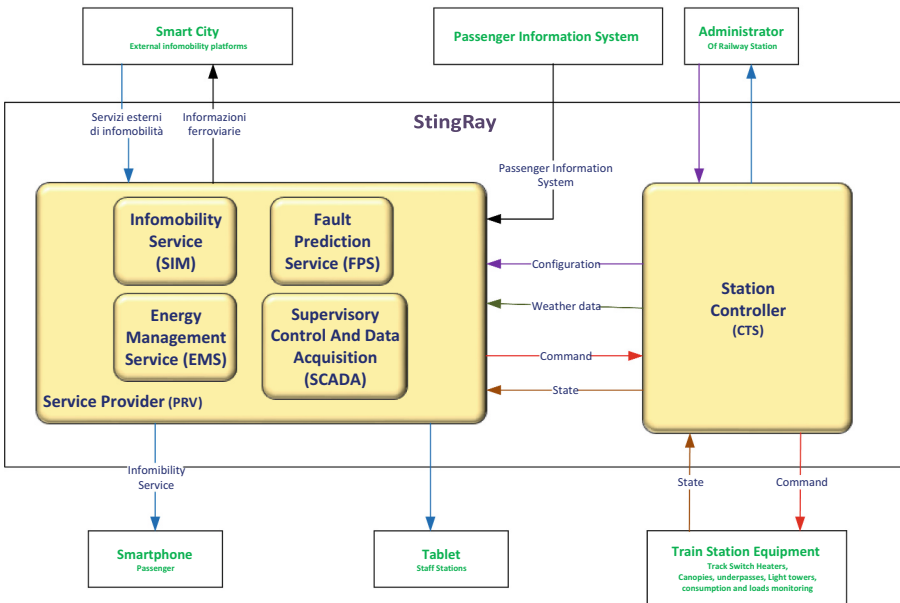 Smart City
External infomobility platforms
Passenger Information System
Administrator
Of Railway Station
Servizi esterni
di infomobilità
Informazioni
ferroviarie
StingRay
Passenger Information
System
Infomobility
Service
(SIM)
Fault
Prediction
Service (FPS)
Energy
Management
Service (EMS)
Supervisory
Control And Data
Acquisition
(SCADA)
Service Provider (PRV)
Configuration
Weather data
Command
State
Station
Controller
(CTS)
Infomibility
Service
State
Command
Smartphone
Passenger
Tablet
Staff Stations
Train Station Equipment
Track Switch Heaters,
Canopies, underpasses, Light towers,
consumption and loads monitoring